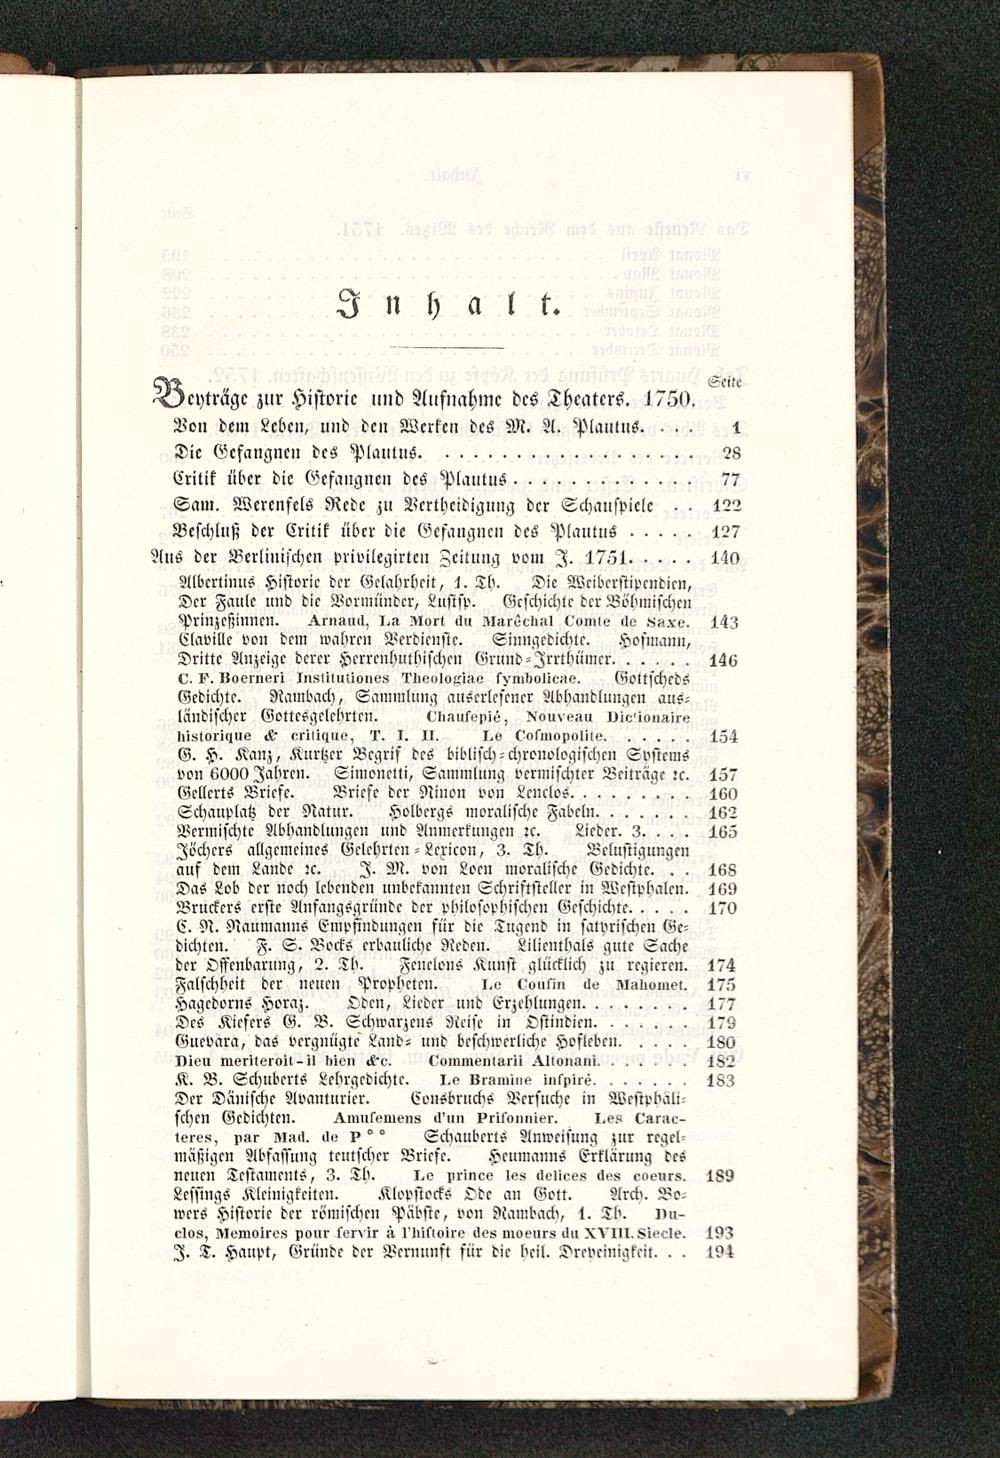 Inhalt.
Seite
Beyträge zur Historie und Aufnahme des Theaters. 1750.
Von dem Leben, und den Werken des M. A. Plautus. . . . 1
Die Gefangnen des Plautus. . . . . . . . . . . . . . . . . 28
Critik über die Gefangnen des Plautus . . . . . . . . . . . . 77
Sam. Werenfels Rede zu Vertheidigung der Schauspiele . . 122
Beschluß der Critik über die Gefangnen des Plautus . . . . . 127
Aus der Berlinischen privilegirten Zeitung vom J. 1751. . . . . 140
Albertinus Historie der Gelahrheit, 1. Th. Die Weiberstipendien,
Der Faule und die Vormünder, Lustsp. Geschichte der Böhmischen
Prinzeßinnen. Arnaud, La Mort du Maréchal Comte de Saxe. 143
Claville von dem wahren Verdienste. Sinngedichte. Hofmann,
Dritte Anzeige derer Herrenhuthischen Grund-Irrthümer. . . . . . 146
C. F. Boerneri Institutiones Theologiae ſymbolicae. Gottscheds
Gedichte. Rambach, Sammlung auserlesener Abhandlungen aus-
ländischer Gottesgelehrten. Chauſepié, Nouveau Dictionaire
historique & critique, T. I. II. Le Coſmopolite. . . . . . 154
G. H. Kanz, Kurtzer Begrif des biblisch-chronologischen Systems
von 6000 Jahren. Simonetti, Sammlung vermischter Beiträge ꝛc. 157
Gellerts Briefe. Briefe der Ninon von Lenclos. . . . . . . . . 160
Schauplatz der Natur. Holbergs moralische Fabeln. . . . . . . 162
Vermischte Abhandlungen und Anmerkungen ꝛc. Lieder. 3. . . . 165
Jöchers allgemeines Gelehrten-Lexicon, 3. Th. Belustigungen
auf dem Lande ꝛc. J. M. von Loen moralische Gedichte. . . 168
Das Lob der noch lebenden unbekannten Schriftsteller in Westphalen. 169
Bruckers erste Anfangsgründe der philosophischen Geschichte. . . . . 170
C. N. Naumanns Empfindungen für die Tugend in satyrischen Ge-
dichten. F. S. Bocks erbauliche Reden. Lilienthals gute Sache
der Offenbarung, 2. Th. Fenelons Kunst glücklich zu regieren. 174
Falschheit der neuen Propheten. Le Couſin de Mahomet. 175
Hagedorns Horaz. Oden, Lieder und Erzehlungen. . . . . . . 177
Des Kiefers G. B. Schwarzens Reise in Ostindien. . . . . . . 179
Guevara, das vergnügte Land- und beschwerliche Hofleben. . . . . 180
Dieu meriteroit-il bien &c. Commentarii Altonani. . . . . . 182
K. B. Schuberts Lehrgedichte. Le Bramine inſpiré. . . . . . . 183
Der Dänische Avanturier. Consbruchs Versuche in Westphäli-
schen Gedichten. Amuſemens d'un Priſonnier. Les Carac-
teres, par Mad. de P** Schauberts Anweisung zur regel-
mäßigen Abfassung teutscher Briefe. Heumanns Erklärung des
neuen Testaments, 3. Th. Le prince les delices des coeurs. 189
Lessings Kleinigkeiten. Klopstocks Ode an Gott. Arch. Bo-
wers Historie der römischen Päbste, von Rambach, 1. Th. Du-
clos, Memoires pour ſervir à l'hiſtoire des moeurs du XVIII. Siecle. 193
J. T. Haupt, Gründe der Vernunft für die heil. Dreyeinigkeit. . . 194